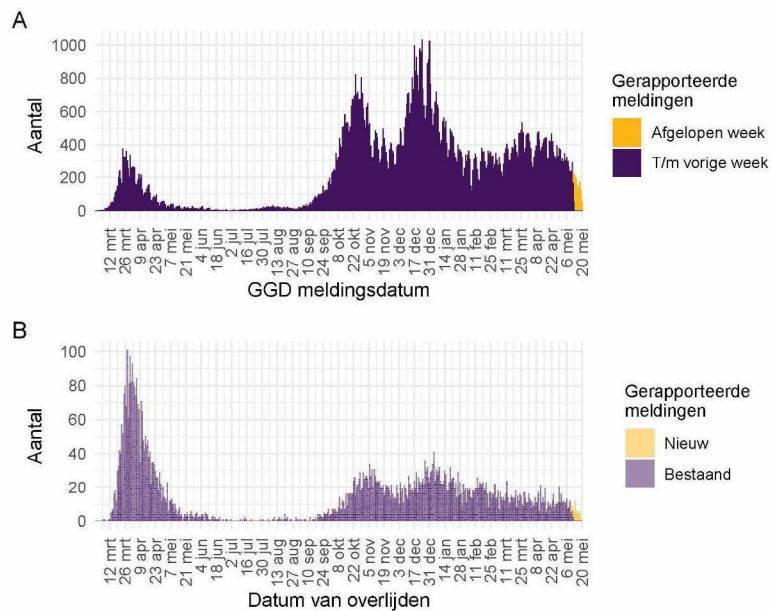 A
Aantal
1000
800
600
400
200
0
12 mrt
26 mrt
9 apr
23 apr
7 mei
21 mei
4 jun
18 jun
2 jul
16 jul
30 jul
13 aug
27 aug
10 sep
24 sep
8 okt
22 okt
5 nov
19 nov
3 dec
17 dec
31 dec
14 jan
28 jan
11 feb
25 feb
11 mrt
25 mrt
8 apr
22 apr
6 mei
20 mei
GGD meldingsdatum
Gerapporteerde
meldingen
Afgelopen week
T/m vorige week
B
Aantal
100
80
60
40
20
0
12 mrt
26 mrt
9 apr
23 apr
7 mei
21 mei
4 jun
18 jun
2 jul
16 jul
30 jul
13 aug
27 aug
10 sep
24 sep
8 okt
22 okt
5 nov
19 nov
3 dec
17 dec
31 dec
14 jan
28 jan
11 feb
25 feb
11 mrt
25 mrt
8 apr
22 apr
6 mei
20 mei
Datum van overlijden
Gerapporteerde
meldingen
Nieuw
Bestaand